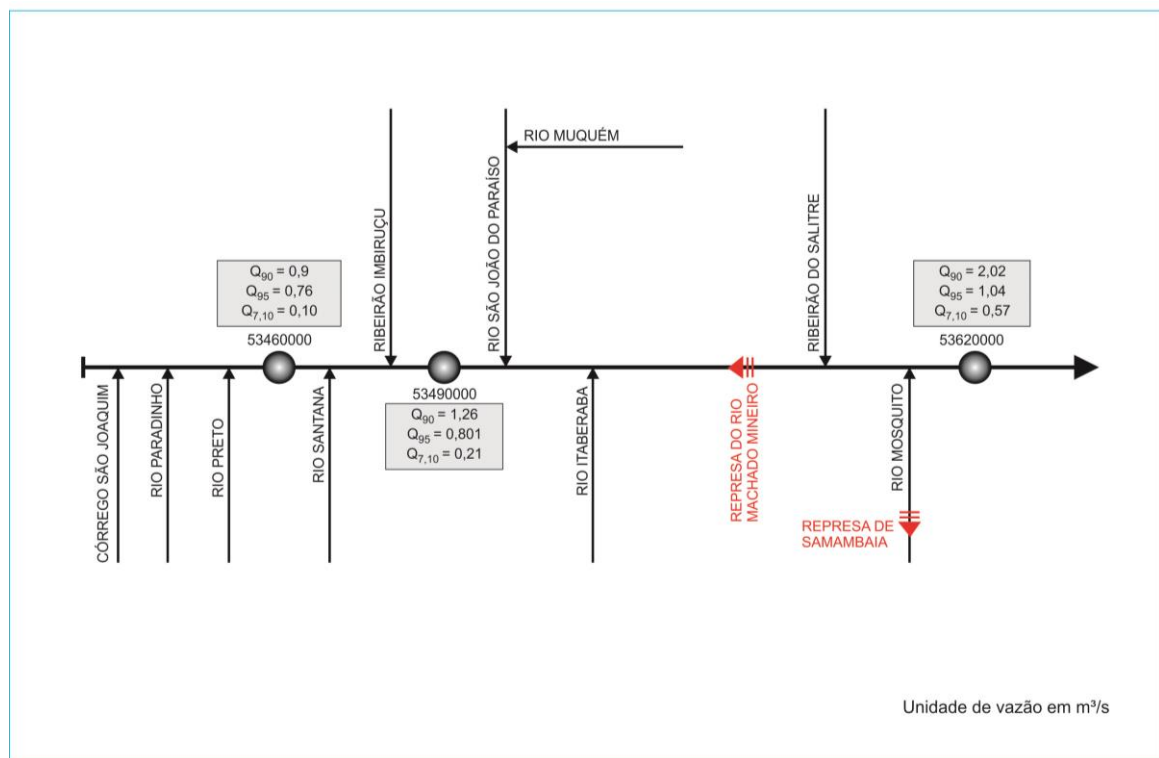 RIO MUQUÉM
RIBEIRÃO IMBIRUÇU
RIO SÃO JOÃO DO PARAÍSO
RIBEIRÃO DO SALITRE
Q90 = 0,9
Q95 = 0,76
Q7,10 = 0,10
53460000
Q90 = 2,02
Q95 = 1,04
Q7,10 = 0,57
53620000
53490000
Q90 = 1,26
Q95 = 0,801
Q7,10 = 0,21
CÓRREGO SÃO JOAQUIM
RIO PARADINHO
RIO PRETO
RIO SANTANA
RIO ITABERABA
REPRESA DO RIO
MACHADO MINEIRO
RIO MOSQUITO
REPRESA DE
SAMAMBAIA
Unidade de vazão em m³/s